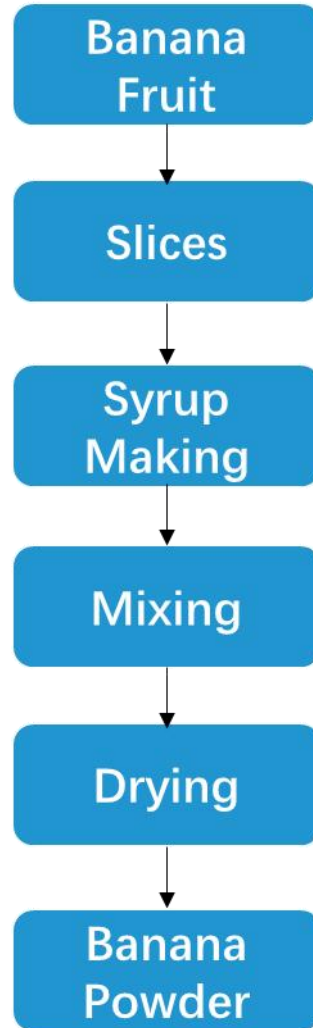 Banana
Fruit
Slices
Syrup
Making
Mixing
Drying
Banana
Powder